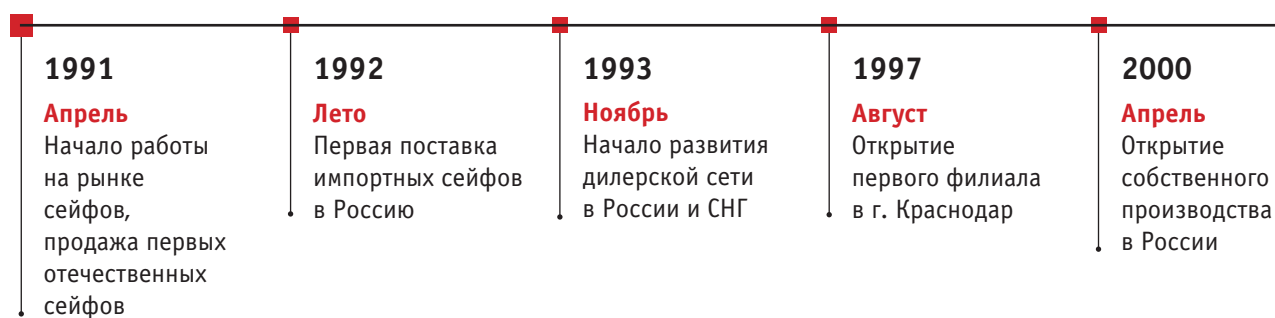 1991
Апрель
Начало работы
на рынке
сейфов,
продажа первых
отечественных
сейфов
1992
Лето
Первая поставка
импортных сейфов
в Россию
1993
Ноябрь
Начало развития
дилерской сети
в России и СНГ
1997
Август
Открытие
первого филиала
в г. Краснодар
2000
Апрель
Открытие
собственного
производства
в России